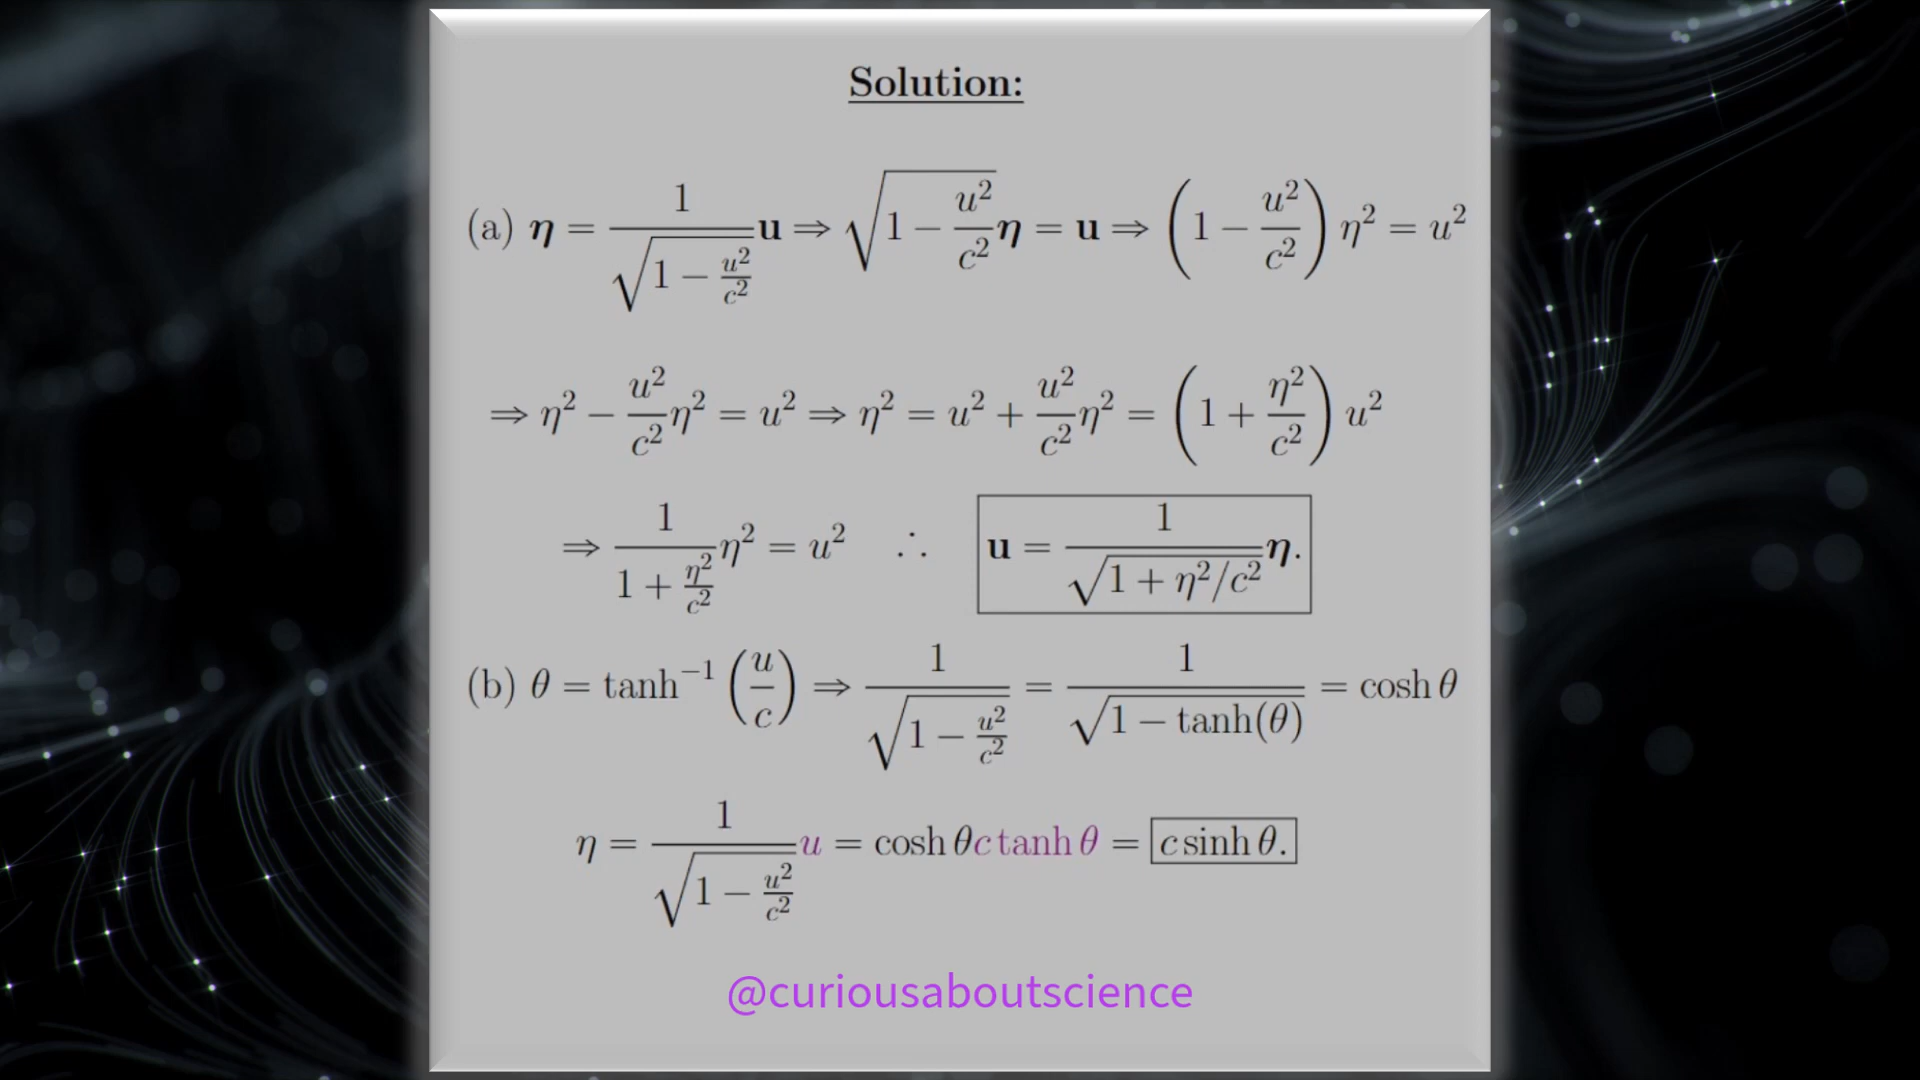 Solution:
(a) η = 1/√(1 − u²/c²) u ⇒ √(1 − u²/c²) η = u ⇒ (1 − u²/c²) η² = u²
⇒ η² − u²/c² η² = u² ⇒ η² = u² + u²/c² η² = (1 + η²/c²) u²
⇒ 1/(1 + η²/c²) η² = u² ∴ u = 1/√(1 + η²/c²) η.
(b) θ = tanh⁻¹ (u/c) ⇒ 1/√(1 − u²/c²) = 1/√(1 − tanh(θ)) = cosh θ
η = 1/√(1 − u²/c²) u = cosh θc tanh θ = c sinh θ.
@curiousaboutscience